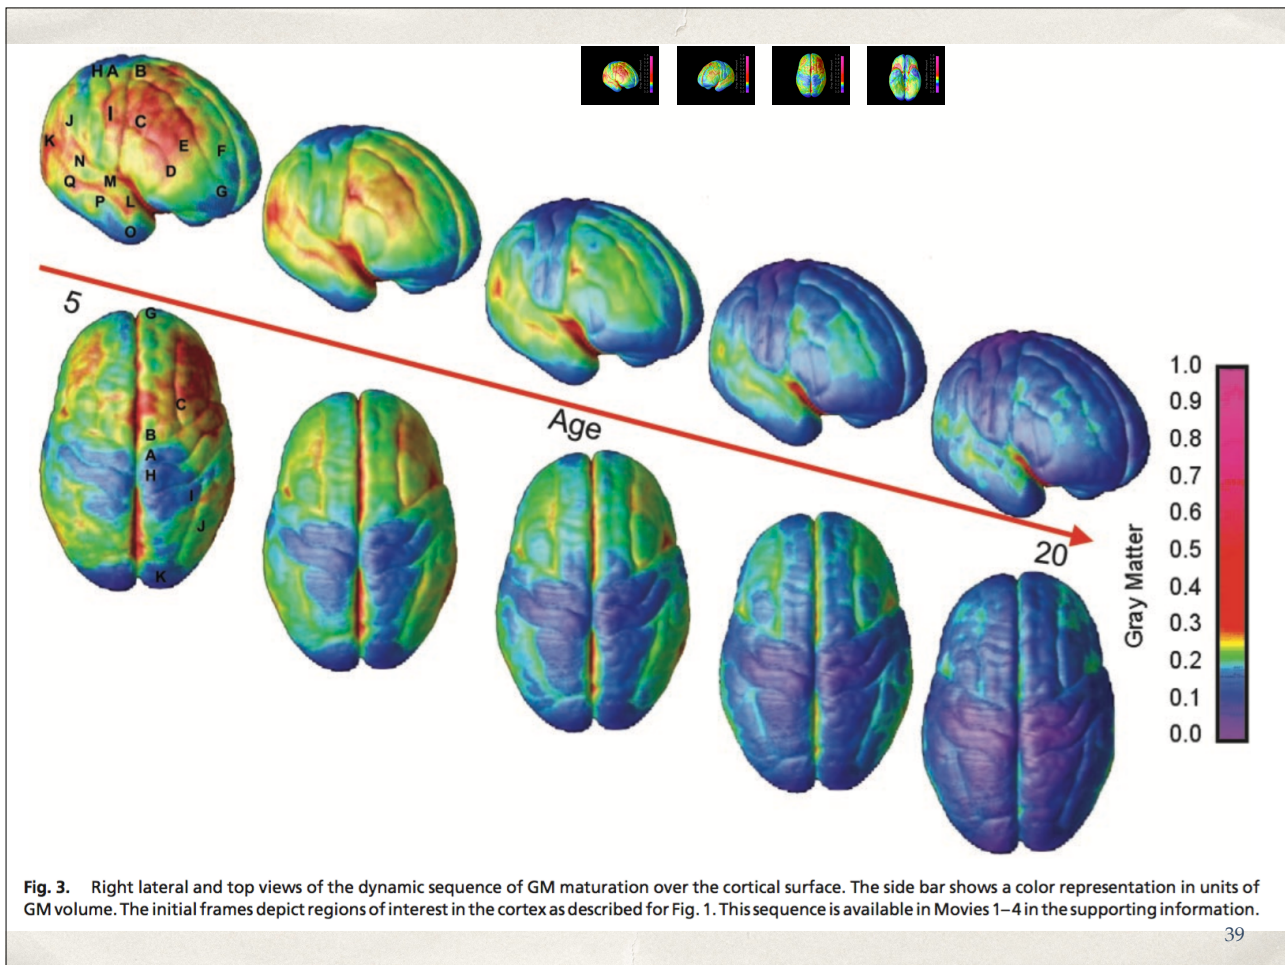 H A B
I C
J
K E F
N D
Q M G
P L
O
5
G
C
B
A
H
I
J
K
Age
20
Gray Matter
1.0
0.9
0.8
0.7
0.6
0.5
0.4
0.3
0.2
0.1
0.0
Fig. 3. Right lateral and top views of the dynamic sequence of GM maturation over the cortical surface. The side bar shows a color representation in units of
GM volume. The initial frames depict regions of interest in the cortex as described for Fig. 1. This sequence is available in Movies 1–4 in the supporting information.
39